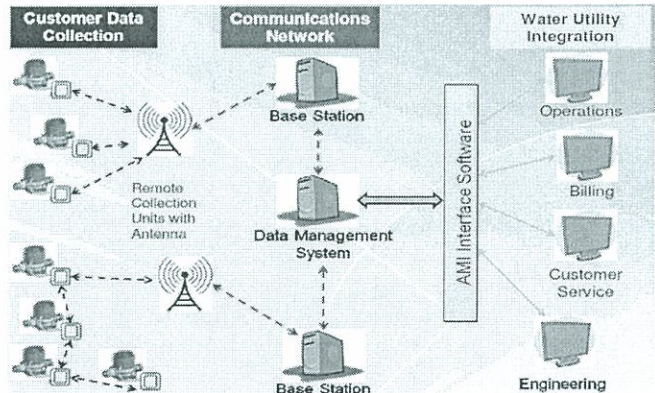 Customer Data
Collection
Communications
Network
Water Utility
Integration
Base Station
Operations
Remote
Collection
Units with
Antenna
Data Management
System
AMI Interface Software
Billing
Customer
Service
Base Station
Engineering